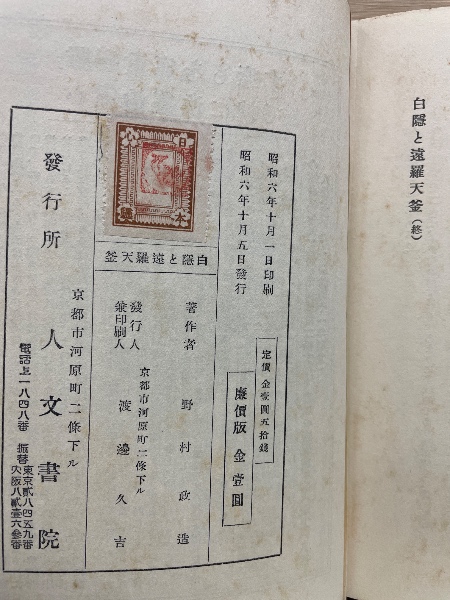 白隱と遠羅天釜（終）
昭和六年十月一日印刷
昭和六年十月五日發行
定價 金壹圓五拾錢
廉價版 金壹圓
日本
白隱と遠羅天釜
著作者 野村政造
發行人
兼印刷人
京都市河原町二條下ル
渡邊久吉
發行所
京都市河原町二條下ル
人文書院
電話上一八四八番
振替
東京貳八四五九番
大阪八貳壹六叁番